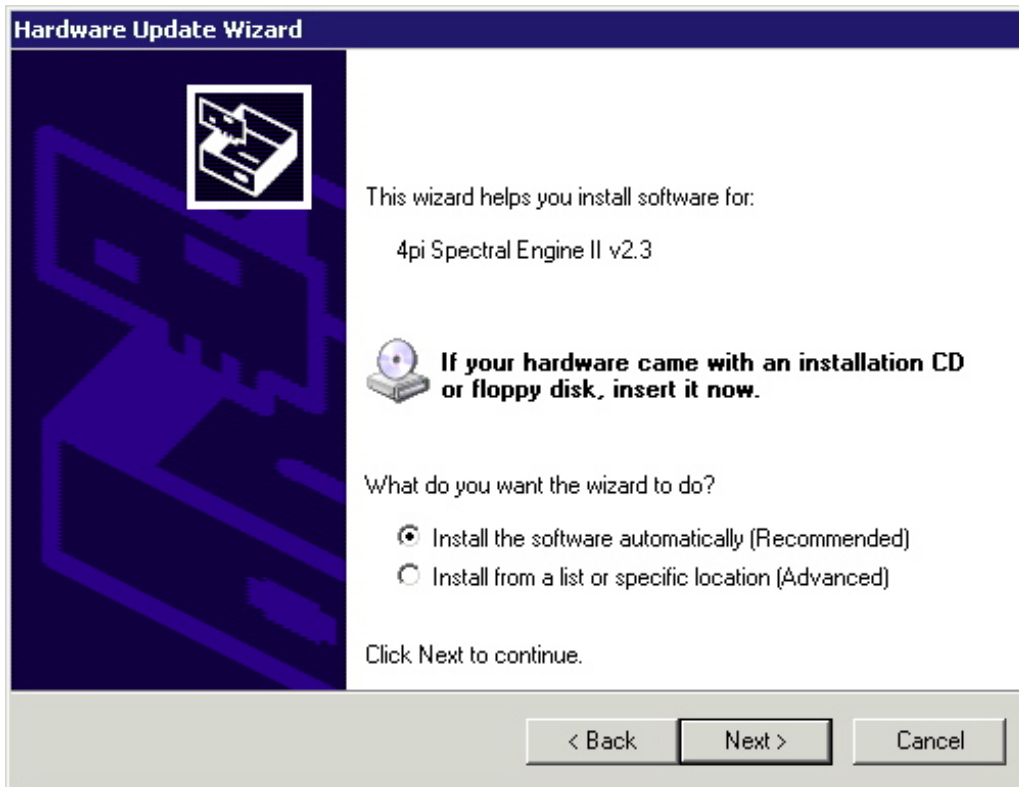 Hardware Update Wizard
This wizard helps you install software for:
4pi Spectral Engine II v2.3
If your hardware came with an installation CD
or floppy disk, insert it now.
What do you want the wizard to do?
Install the software automatically (Recommended)
Install from a list or specific location (Advanced)
Click Next to continue.
< Back Next > Cancel